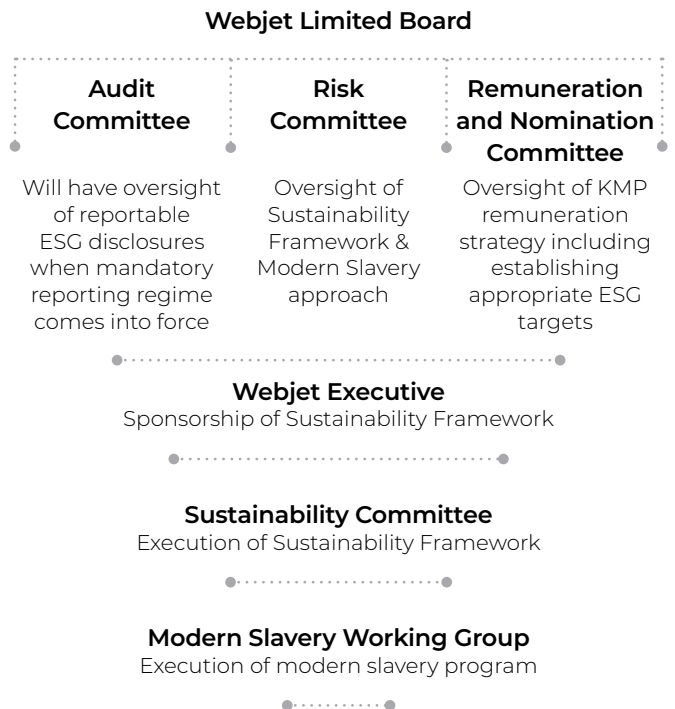 Webjet Limited Board
Audit
Committee
Will have oversight
of reportable
ESG disclosures
when mandatory
reporting regime
comes into force
Risk
Committee
Oversight of
Sustainability
Framework &
Modern Slavery
approach
Remuneration
and Nomination
Committee
Oversight of KMP
remuneration
strategy including
establishing
appropriate ESG
targets
Webjet Executive
Sponsorship of Sustainability Framework
Sustainability Committee
Execution of Sustainability Framework
Modern Slavery Working Group
Execution of modern slavery program